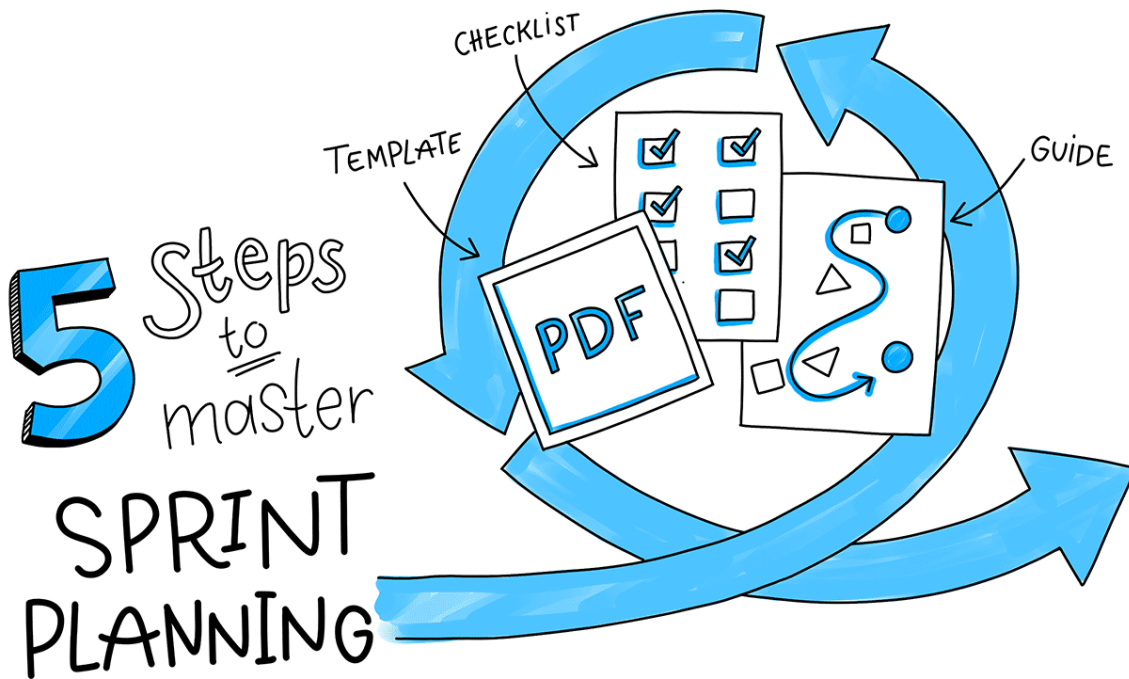 5 Steps
to
master
SPRINT
PLANNING
TEMPLATE
CHECKLIST
GUIDE
PDF